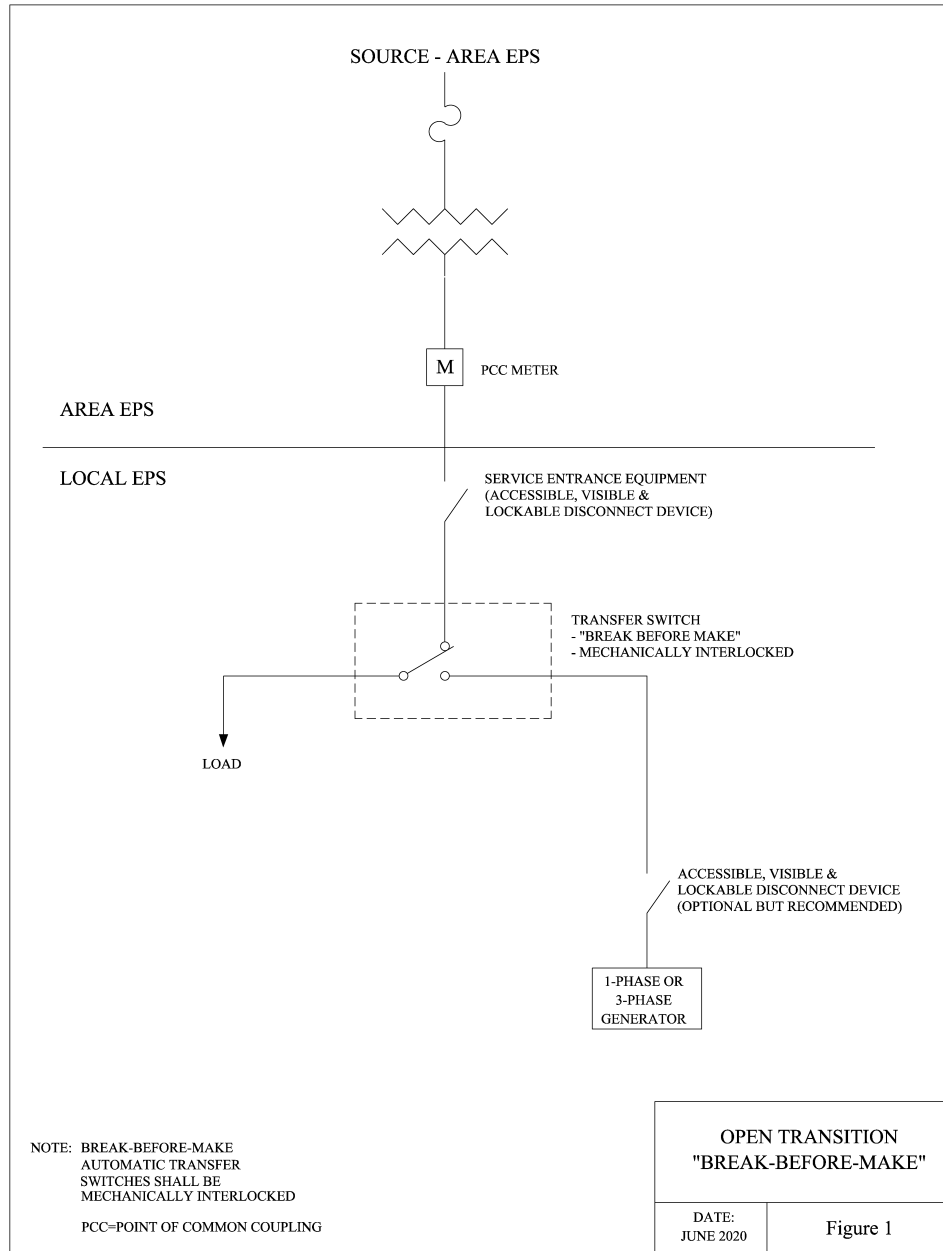 SOURCE - AREA EPS
M
PCC METER
AREA EPS
LOCAL EPS
SERVICE ENTRANCE EQUIPMENT
(ACCESSIBLE, VISIBLE &
LOCKABLE DISCONNECT DEVICE)
TRANSFER SWITCH
- "BREAK BEFORE MAKE"
- MECHANICALLY INTERLOCKED
LOAD
ACCESSIBLE, VISIBLE &
LOCKABLE DISCONNECT DEVICE
(OPTIONAL BUT RECOMMENDED)
1-PHASE OR
3-PHASE
GENERATOR
NOTE: BREAK-BEFORE-MAKE
AUTOMATIC TRANSFER
SWITCHES SHALL BE
MECHANICALLY INTERLOCKED
PCC=POINT OF COMMON COUPLING
OPEN TRANSITION
"BREAK-BEFORE-MAKE"
DATE:
JUNE 2020
Figure 1